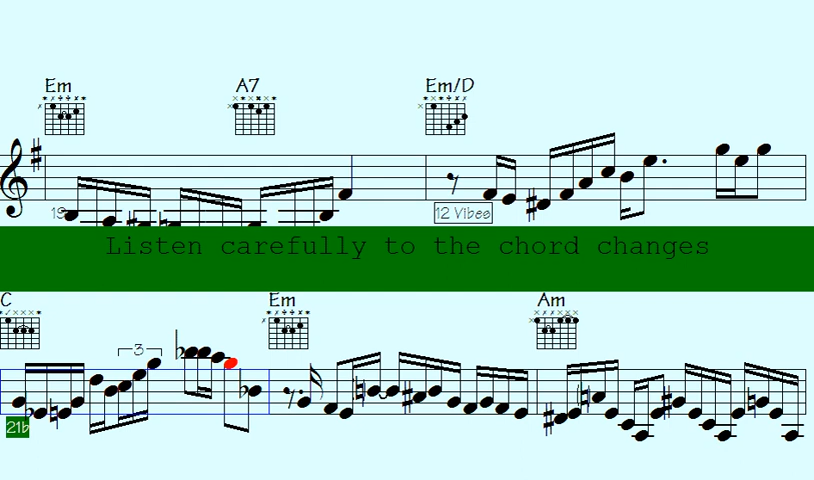 Em A7 Em/D
19
12 Vibes
Listen carefully to the chord changes
C Em Am
3
21b